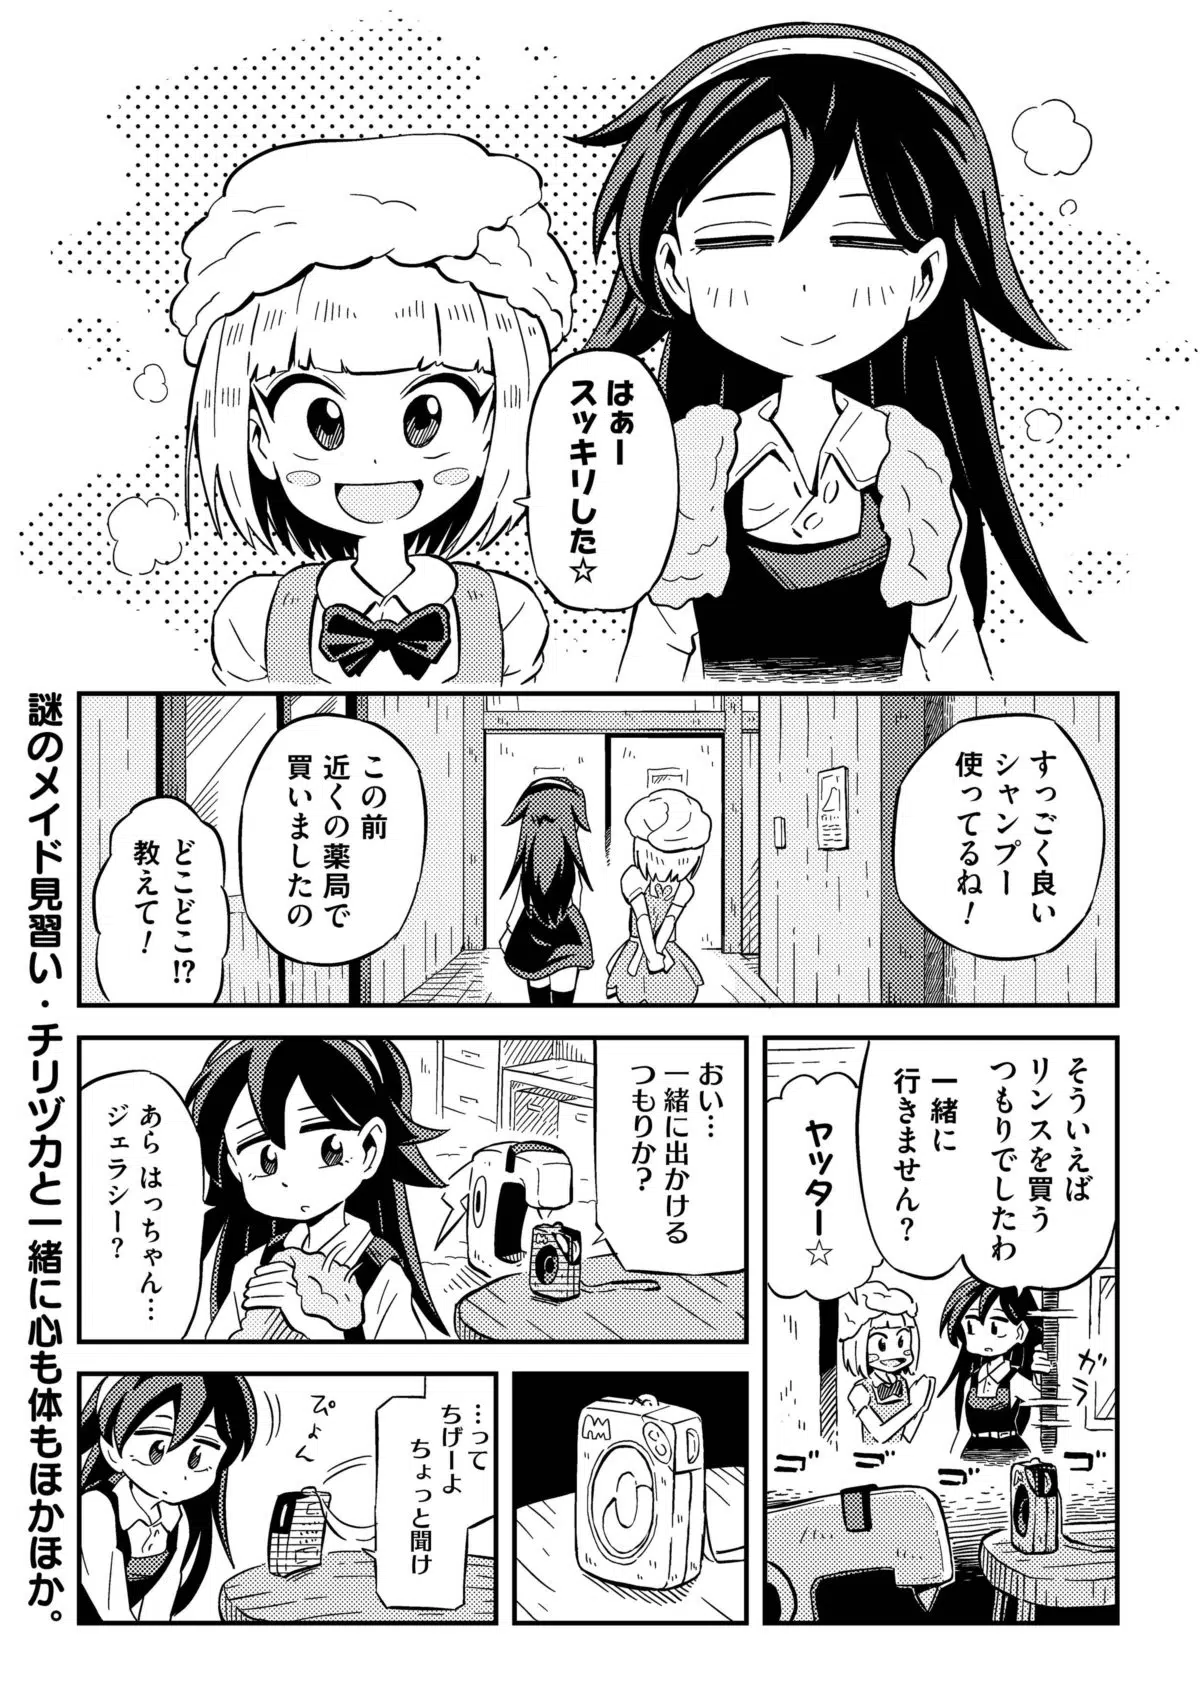 はぁー
スッキリした☆
すっごく良い
シャンプー
使ってるね！
この前
近くの薬局で
買いましたの
どこどこ!?
教えて！
そういえば
リンスを買う
つもりでしたわ
一緒に
行きません？
ヤッター☆
ガラ
ゴ
ゴ
ゴ
ゴ
おい…
一緒に出かける
つもりか？
あら はっちゃん…
ジェラシー？
…って
ちげーよ
ちょっと聞け
ぴょん
謎のメイド見習い・チリヅカと一緒に心も体もほかほか。